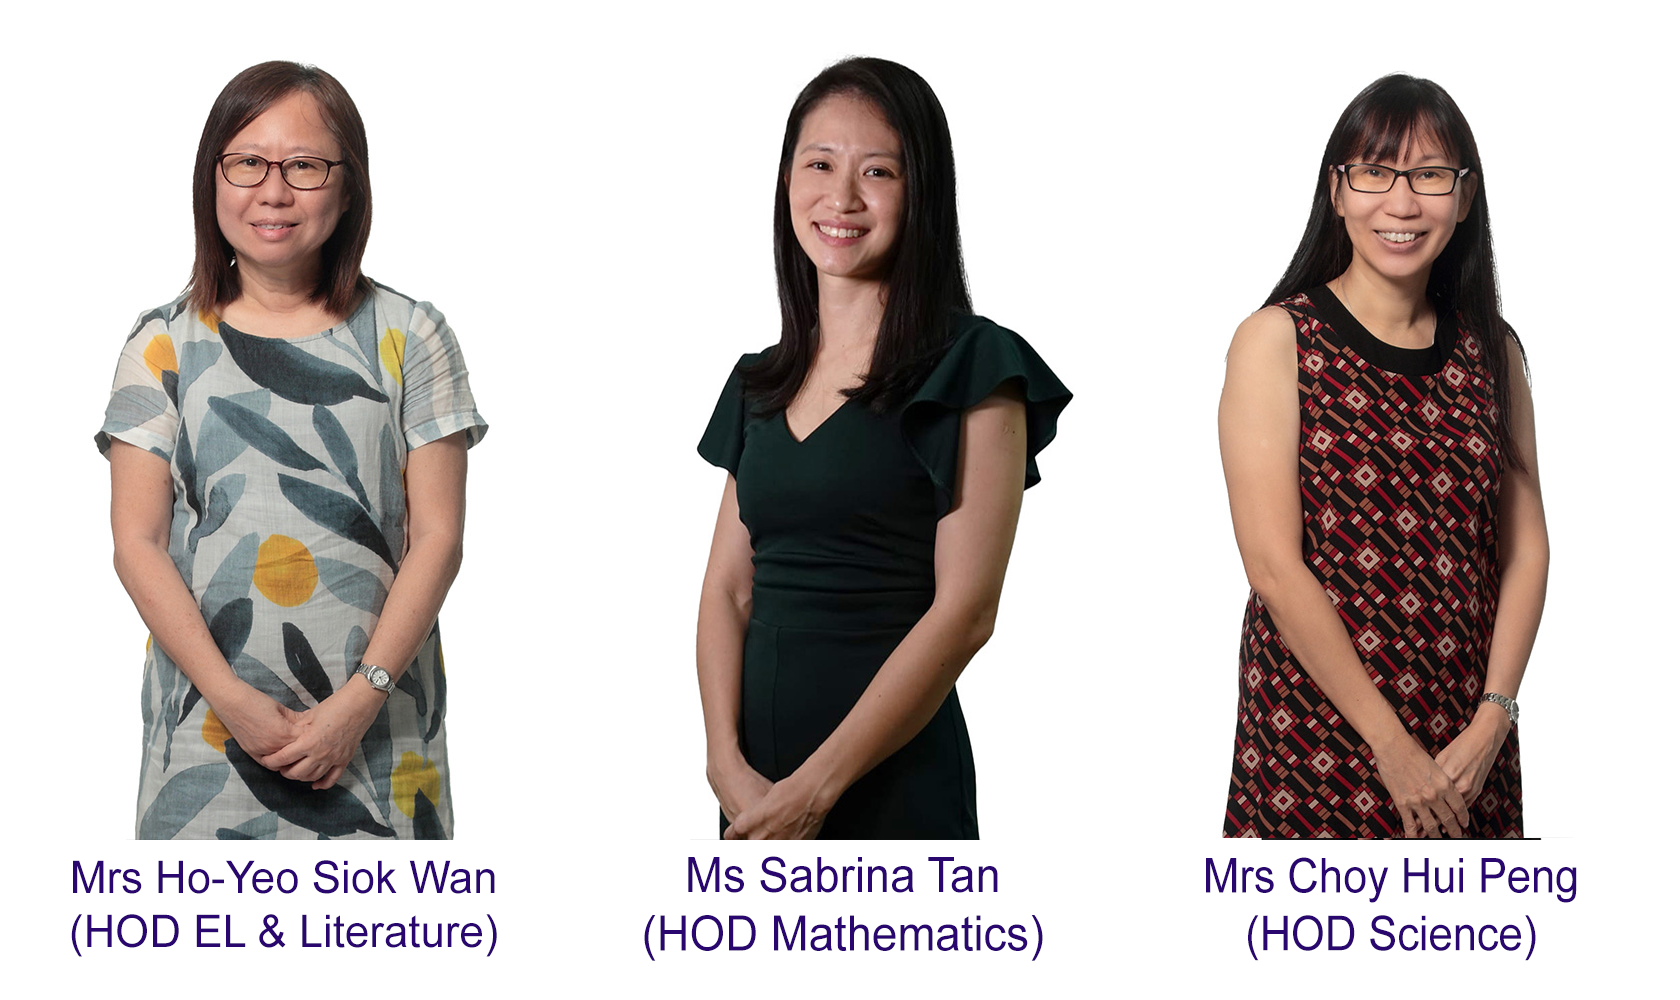 Mrs Ho-Yeo Siok Wan
(HOD EL & Literature)
Ms Sabrina Tan
(HOD Mathematics)
Mrs Choy Hui Peng
(HOD Science)